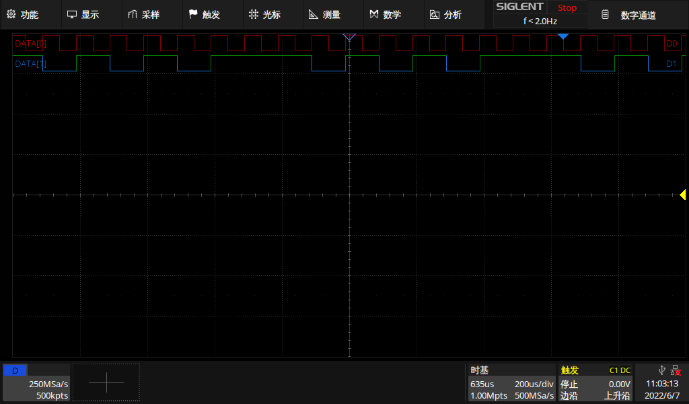 功能 显示 采样 触发 光标 测量 数学 分析 SIGLENT Stop
f < 2.0Hz
数字通道
DATA[0] D0
DATA[1] D1
D
250MSa/s
500kpts
时基
635us 200us/div
1.00Mpts 500MSa/s
触发 C1 DC
停止 0.00V
边沿 上升沿
11:03:13
2022/6/7